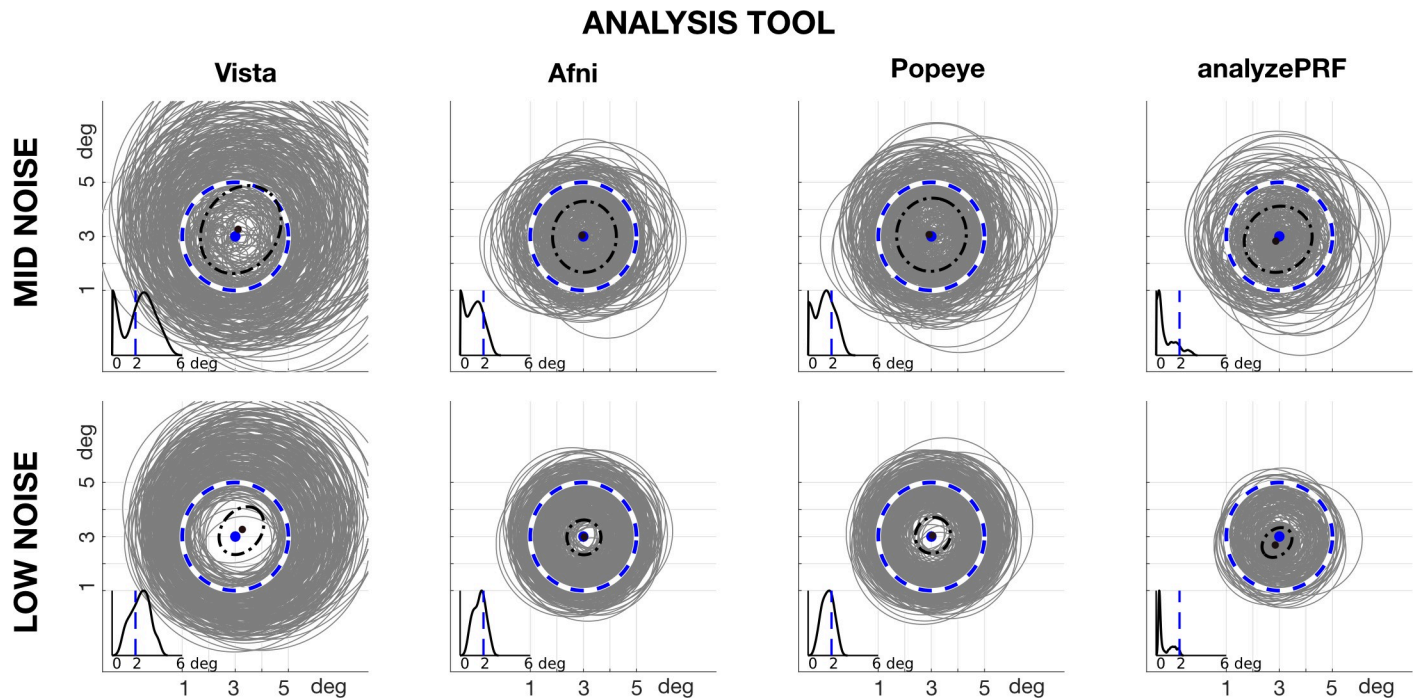 ANALYSIS TOOL
Vista Afni Popeye analyzePRF
MID NOISE
deg
5
3
1
0 2 6 deg
0 2 6 deg
0 2 6 deg
0 2 6 deg
LOW NOISE
deg
5
3
1
0 2 6 deg
0 2 6 deg
0 2 6 deg
0 2 6 deg
1 3 5 deg
1 3 5 deg
1 3 5 deg
1 3 5 deg